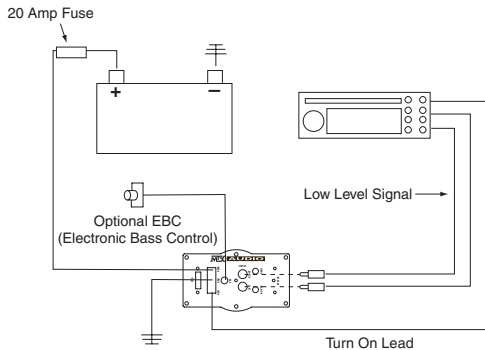 20 Amp Fuse
+
−
Low Level Signal
Optional EBC
(Electronic Bass Control)
MTX AUDIO
Turn On Lead